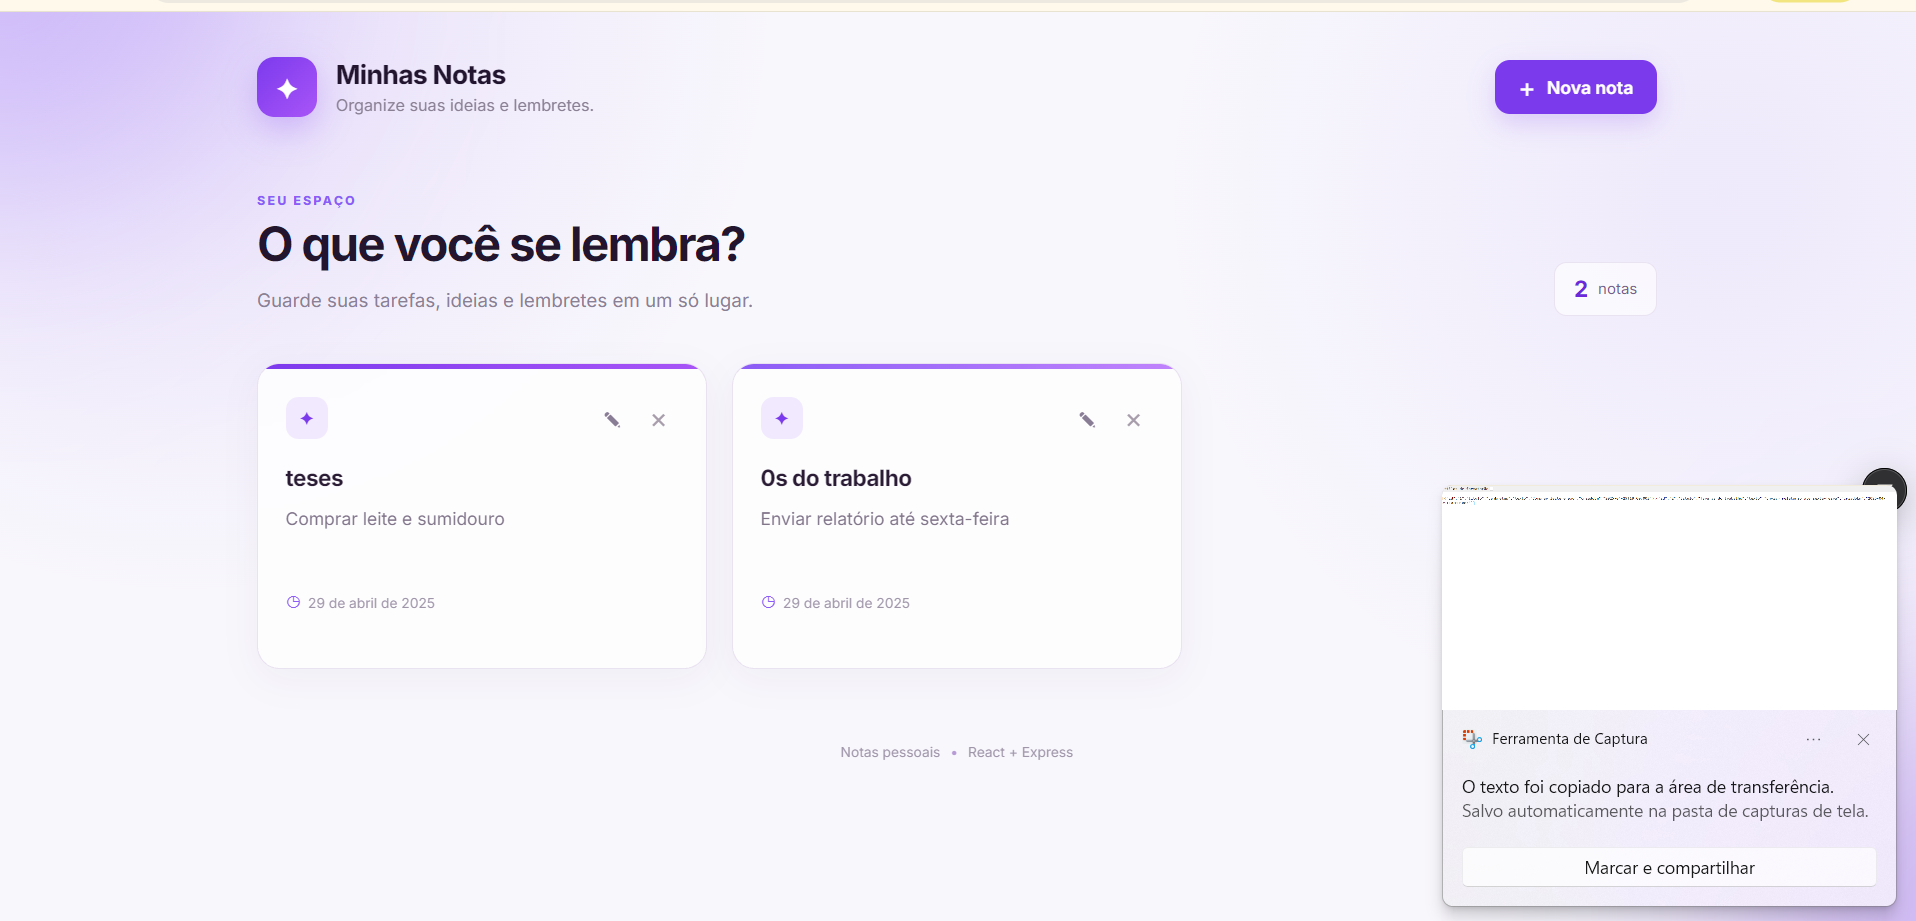 Minhas Notas
Organize suas ideias e lembretes.
+ Nova nota
SEU ESPAÇO
O que você se lembra?
Guarde suas tarefas, ideias e lembretes em um só lugar.
2 notas
teses
Comprar leite e sumidouro
29 de abril de 2025
0s do trabalho
Enviar relatório até sexta-feira
29 de abril de 2025
Notas pessoais • React + Express
Ferramenta de Captura
O texto foi copiado para a área de transferência.
Salvo automaticamente na pasta de capturas de tela.
Marcar e compartilhar